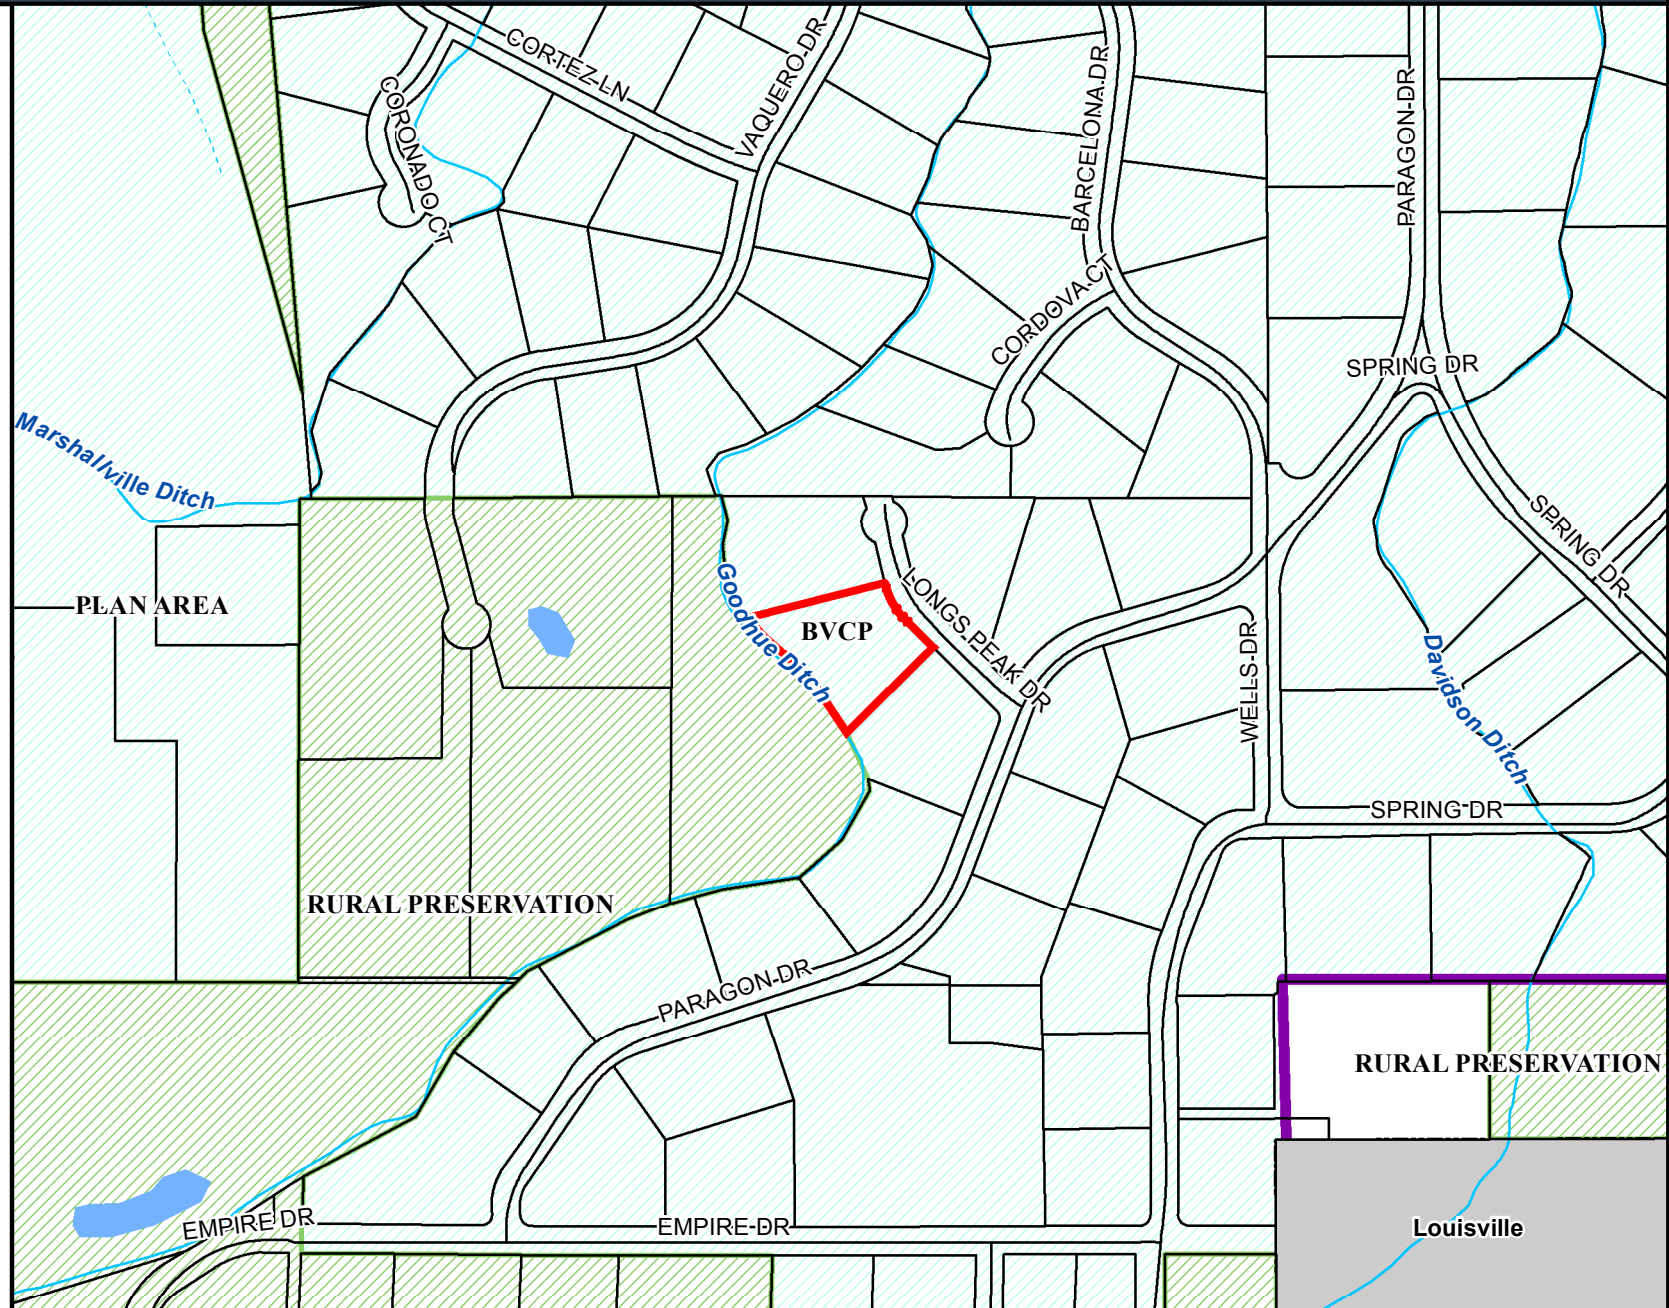 CORTEZ LN
VAQUERO DR
CORONADO CT
BARCELONA DR
PARAGON DR
CORDOVA CT
SPRING DR
Marshallville Ditch
SPRING DR
PLAN AREA
Goodhue Ditch
BVCP
LONGS PEAK DR
WELLS DR
Davidson Ditch
SPRING DR
RURAL PRESERVATION
PARAGON DR
RURAL PRESERVATION
EMPIRE DR
EMPIRE DR
Louisville